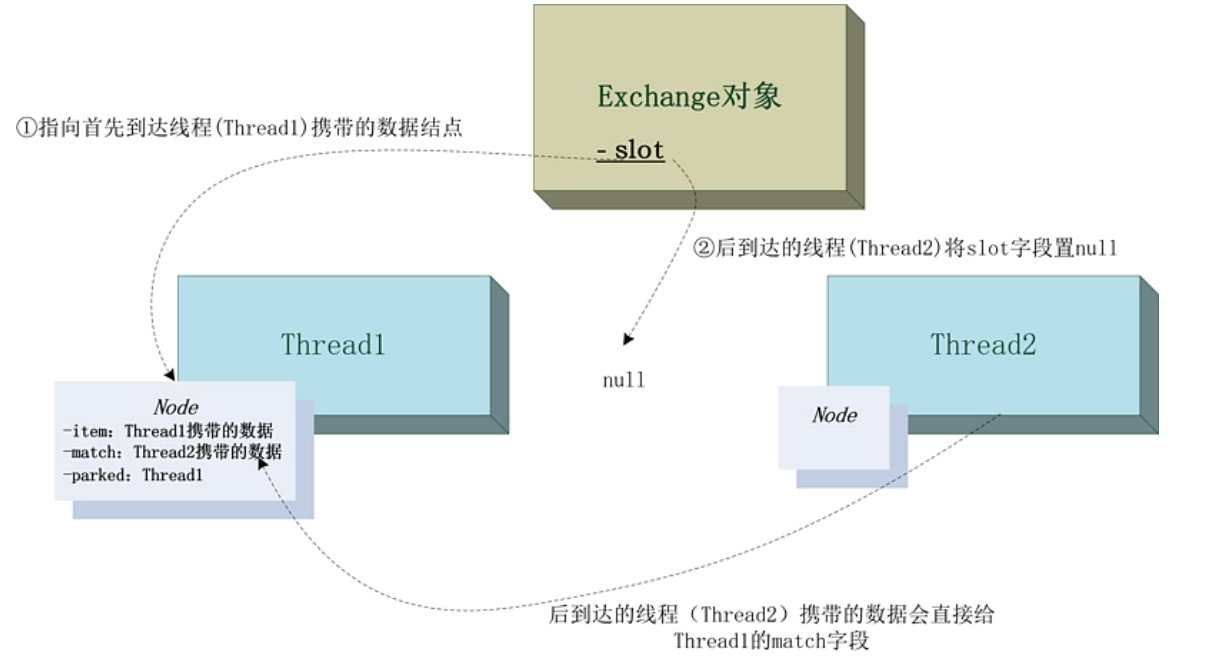 Exchange对象
- slot
①指向首先到达线程(Thread1)携带的数据结点
②后到达的线程(Thread2)将slot字段置null
Thread1
Thread2
null
Node
-item: Thread1携带的数据
-match: Thread2携带的数据
-parked: Thread1
Node
后到达的线程（Thread2）携带的数据会直接给
Thread1的match字段